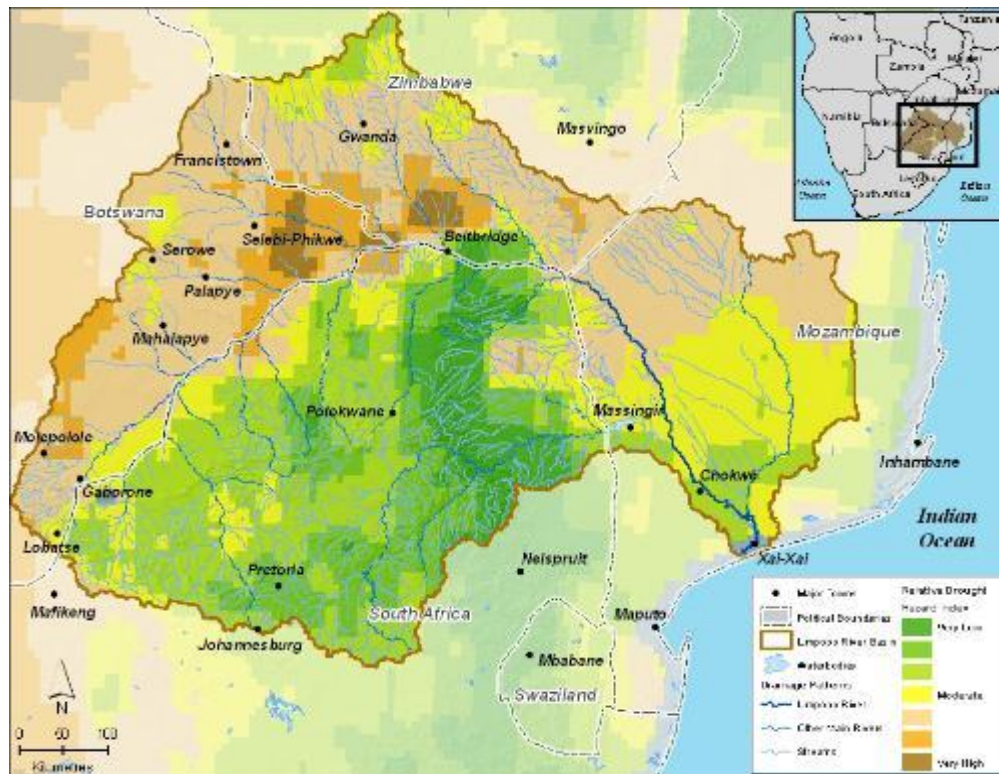 Zimbabwe
Gwanda
Masvingo
Francistown
Botswana
Selebi-Phikwe
Beitbridge
Serowe
Palapye
Mahalapye
Mozambique
Polokwane
Massingir
Molepolole
Inhambane
Gaborone
Chokwe
Lobatse
Indian
Ocean
Xai-Xai
Pretoria
Nelspruit
Mafikeng
South Africa
Maputo
Johannesburg
Mbabane
Swaziland
N
0 50 100
Kilometres
Angola
Tanzania
Zambia
Namibia
Botswana
South Africa
Indian
Ocean
Major Towns
Political Boundaries
Limpopo River Basin
Waterbodies
Drainage Patterns
Limpopo River
Other Main Rivers
Streams
Relative Drought
Hazard Index
Very Low
Moderate
Very High